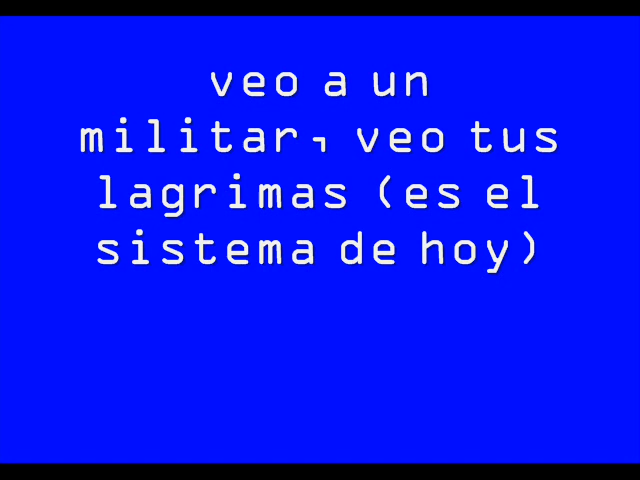 veo a un
militar, veo tus
lagrimas (es el
sistema de hoy)